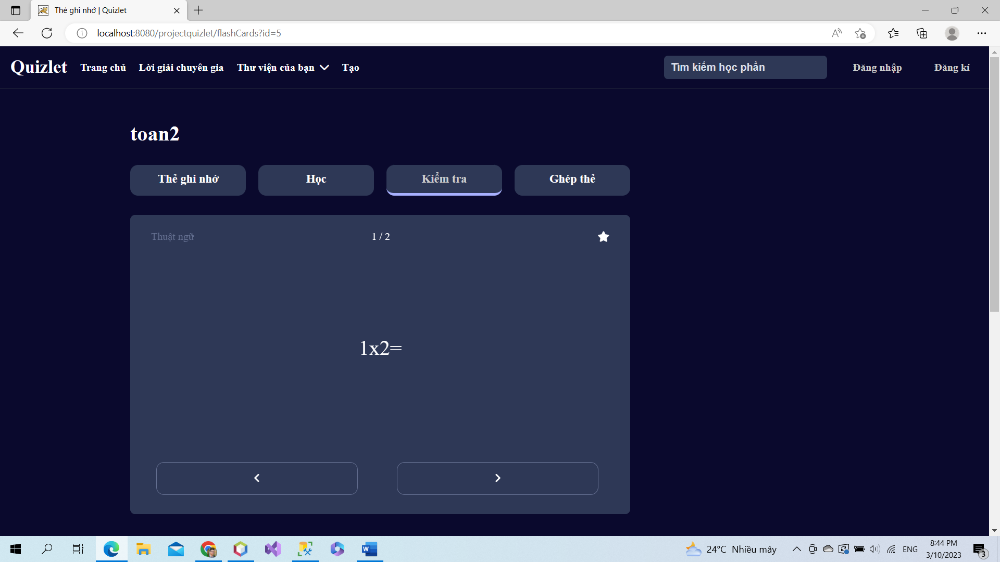 Thẻ ghi nhớ | Quizlet
localhost:8080/projectquizlet/flashCards?id=5
Quizlet Trang chủ Lời giải chuyên gia Thư viện của bạn Tạo Tìm kiếm học phần Đăng nhập Đăng kí
toan2
Thẻ ghi nhớ Học Kiểm tra Ghép thẻ
Thuật ngữ 1 / 2
1x2=
24°C Nhiều mây ENG 8:44 PM
3/10/2023 3